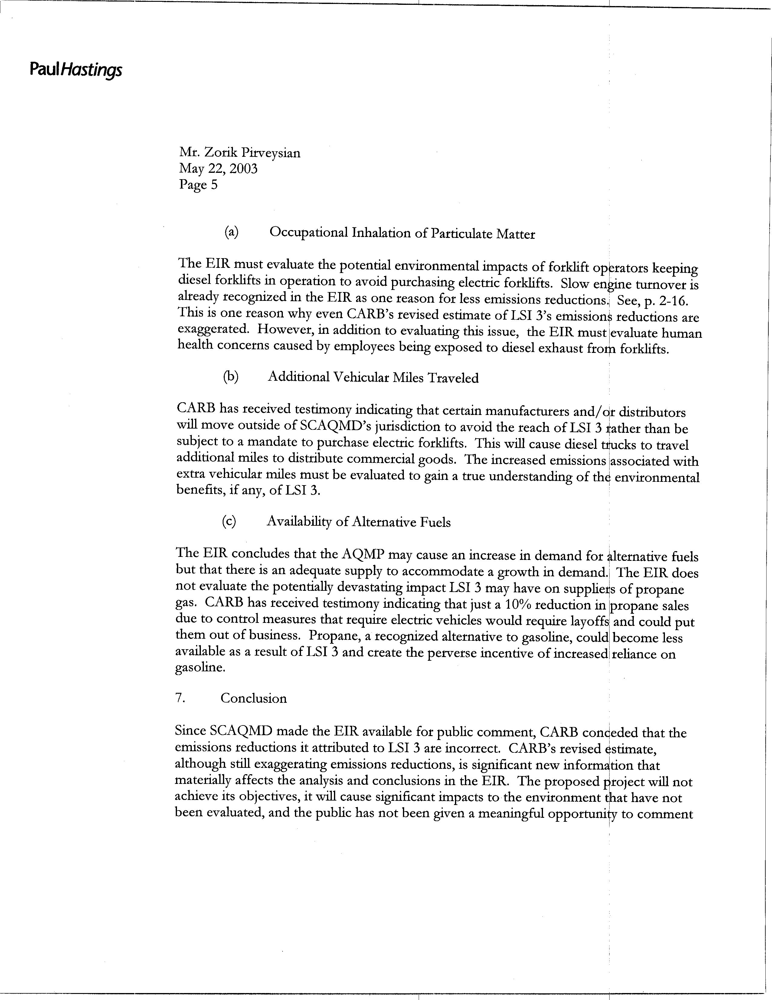 PaulHastings
Mr. Zorik Pirveysian
May 22, 2003
Page 5
(a) Occupational Inhalation of Particulate Matter
The EIR must evaluate the potential environmental impacts of forklift operators keeping
diesel forklifts in operation to avoid purchasing electric forklifts. Slow engine turnover is
already recognized in the EIR as one reason for less emissions reductions. See, p. 2-16.
This is one reason why even CARB's revised estimate of LSI 3's emissions reductions are
exaggerated. However, in addition to evaluating this issue, the EIR must evaluate human
health concerns caused by employees being exposed to diesel exhaust from forklifts.
(b) Additional Vehicular Miles Traveled
CARB has received testimony indicating that certain manufacturers and/or distributors
will move outside of SCAQMD's jurisdiction to avoid the reach of LSI 3 rather than be
subject to a mandate to purchase electric forklifts. This will cause diesel trucks to travel
additional miles to distribute commercial goods. The increased emissions associated with
extra vehicular miles must be evaluated to gain a true understanding of the environmental
benefits, if any, of LSI 3.
(c) Availability of Alternative Fuels
The EIR concludes that the AQMP may cause an increase in demand for alternative fuels
but that there is an adequate supply to accommodate a growth in demand. The EIR does
not evaluate the potentially devastating impact LSI 3 may have on suppliers of propane
gas. CARB has received testimony indicating that just a 10% reduction in propane sales
due to control measures that require electric vehicles would require layoffs and could put
them out of business. Propane, a recognized alternative to gasoline, could become less
available as a result of LSI 3 and create the perverse incentive of increased reliance on
gasoline.
7. Conclusion
Since SCAQMD made the EIR available for public comment, CARB conceded that the
emissions reductions it attributed to LSI 3 are incorrect. CARB's revised estimate,
although still exaggerating emissions reductions, is significant new information that
materially affects the analysis and conclusions in the EIR. The proposed project will not
achieve its objectives, it will cause significant impacts to the environment that have not
been evaluated, and the public has not been given a meaningful opportunity to comment